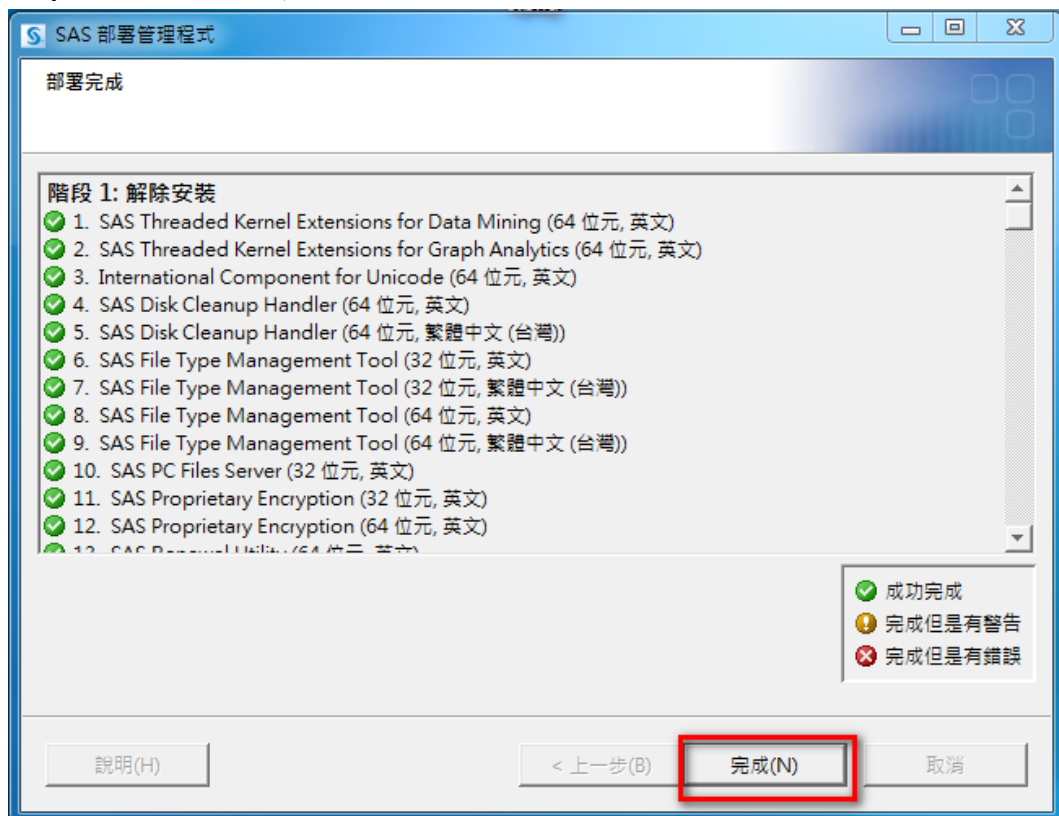 SAS 部署管理程式
部署完成
階段 1: 解除安裝
1. SAS Threaded Kernel Extensions for Data Mining (64 位元, 英文)
2. SAS Threaded Kernel Extensions for Graph Analytics (64 位元, 英文)
3. International Component for Unicode (64 位元, 英文)
4. SAS Disk Cleanup Handler (64 位元, 英文)
5. SAS Disk Cleanup Handler (64 位元, 繁體中文 (台灣))
6. SAS File Type Management Tool (32 位元, 英文)
7. SAS File Type Management Tool (32 位元, 繁體中文 (台灣))
8. SAS File Type Management Tool (64 位元, 英文)
9. SAS File Type Management Tool (64 位元, 繁體中文 (台灣))
10. SAS PC Files Server (32 位元, 英文)
11. SAS Proprietary Encryption (32 位元, 英文)
12. SAS Proprietary Encryption (64 位元, 英文)
13. SAS Renewal Utility (64 位元, 英文)
成功完成
完成但是有警告
完成但是有錯誤
說明(H)
< 上一步(B)
完成(N)
取消